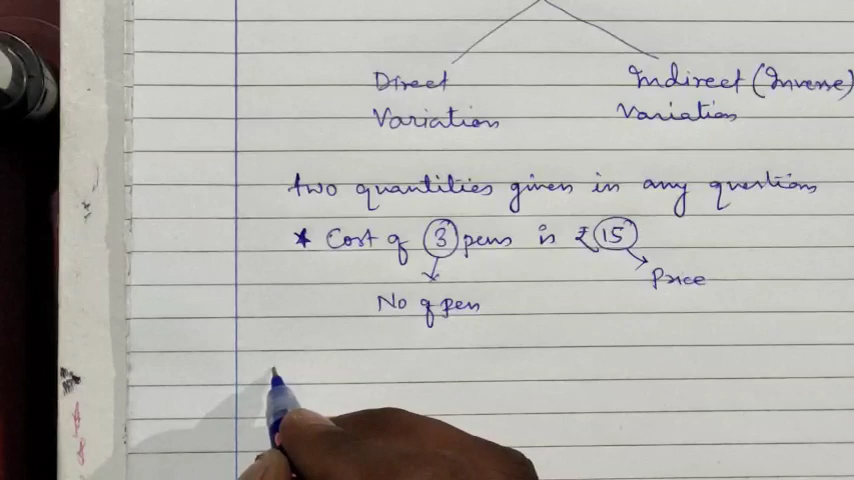 Direct Indirect (Inverse)
Variation Variation
two quantities given in any questions
* Cost of 3 pens is ₹15
Price
No of pen